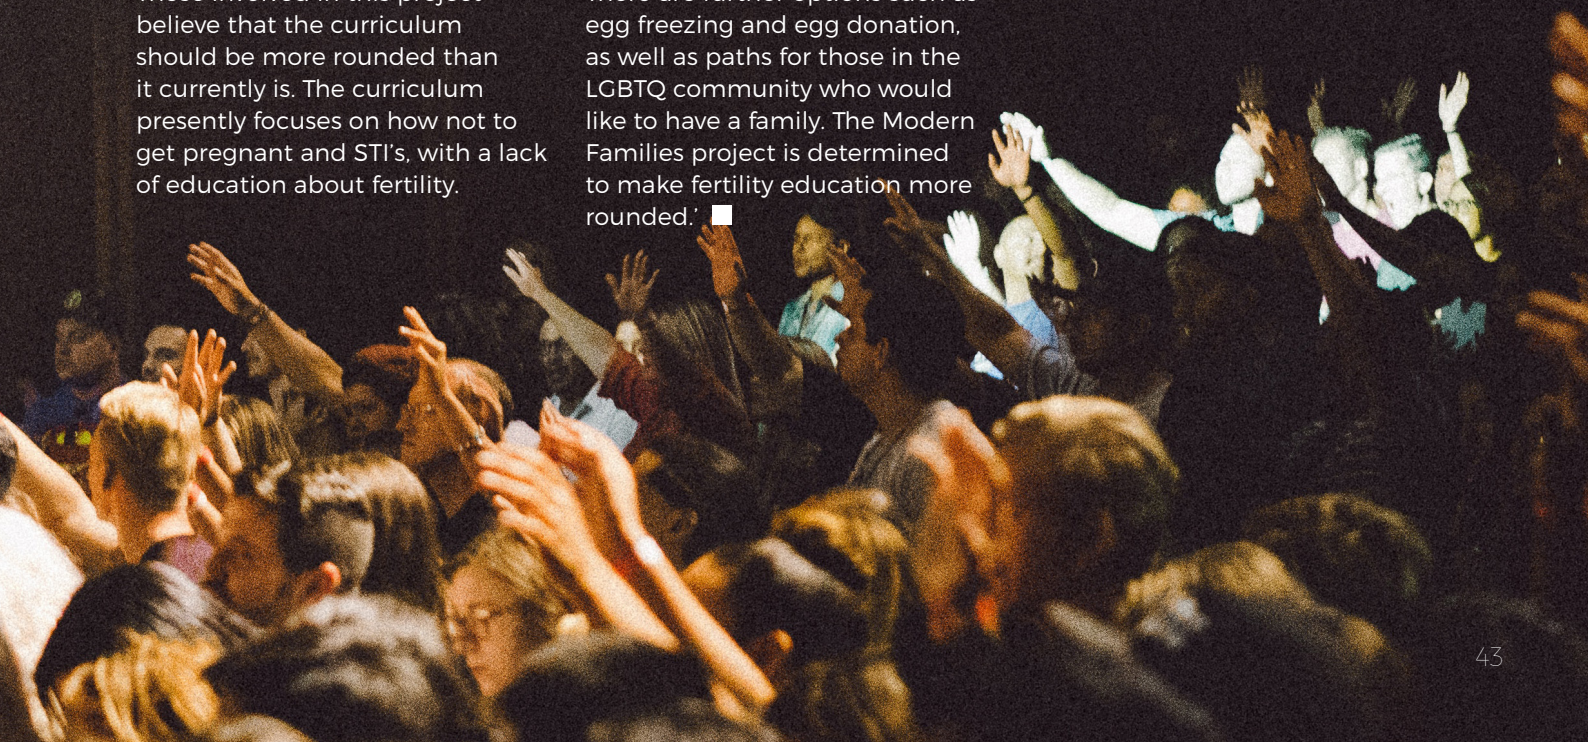 believe that the curriculum
should be more rounded than
it currently is. The curriculum
presently focuses on how not to
get pregnant and STI's, with a lack
of education about fertility.
egg freezing and egg donation,
as well as paths for those in the
LGBTQ community who would
like to have a family. The Modern
Families project is determined
to make fertility education more
rounded.’
43